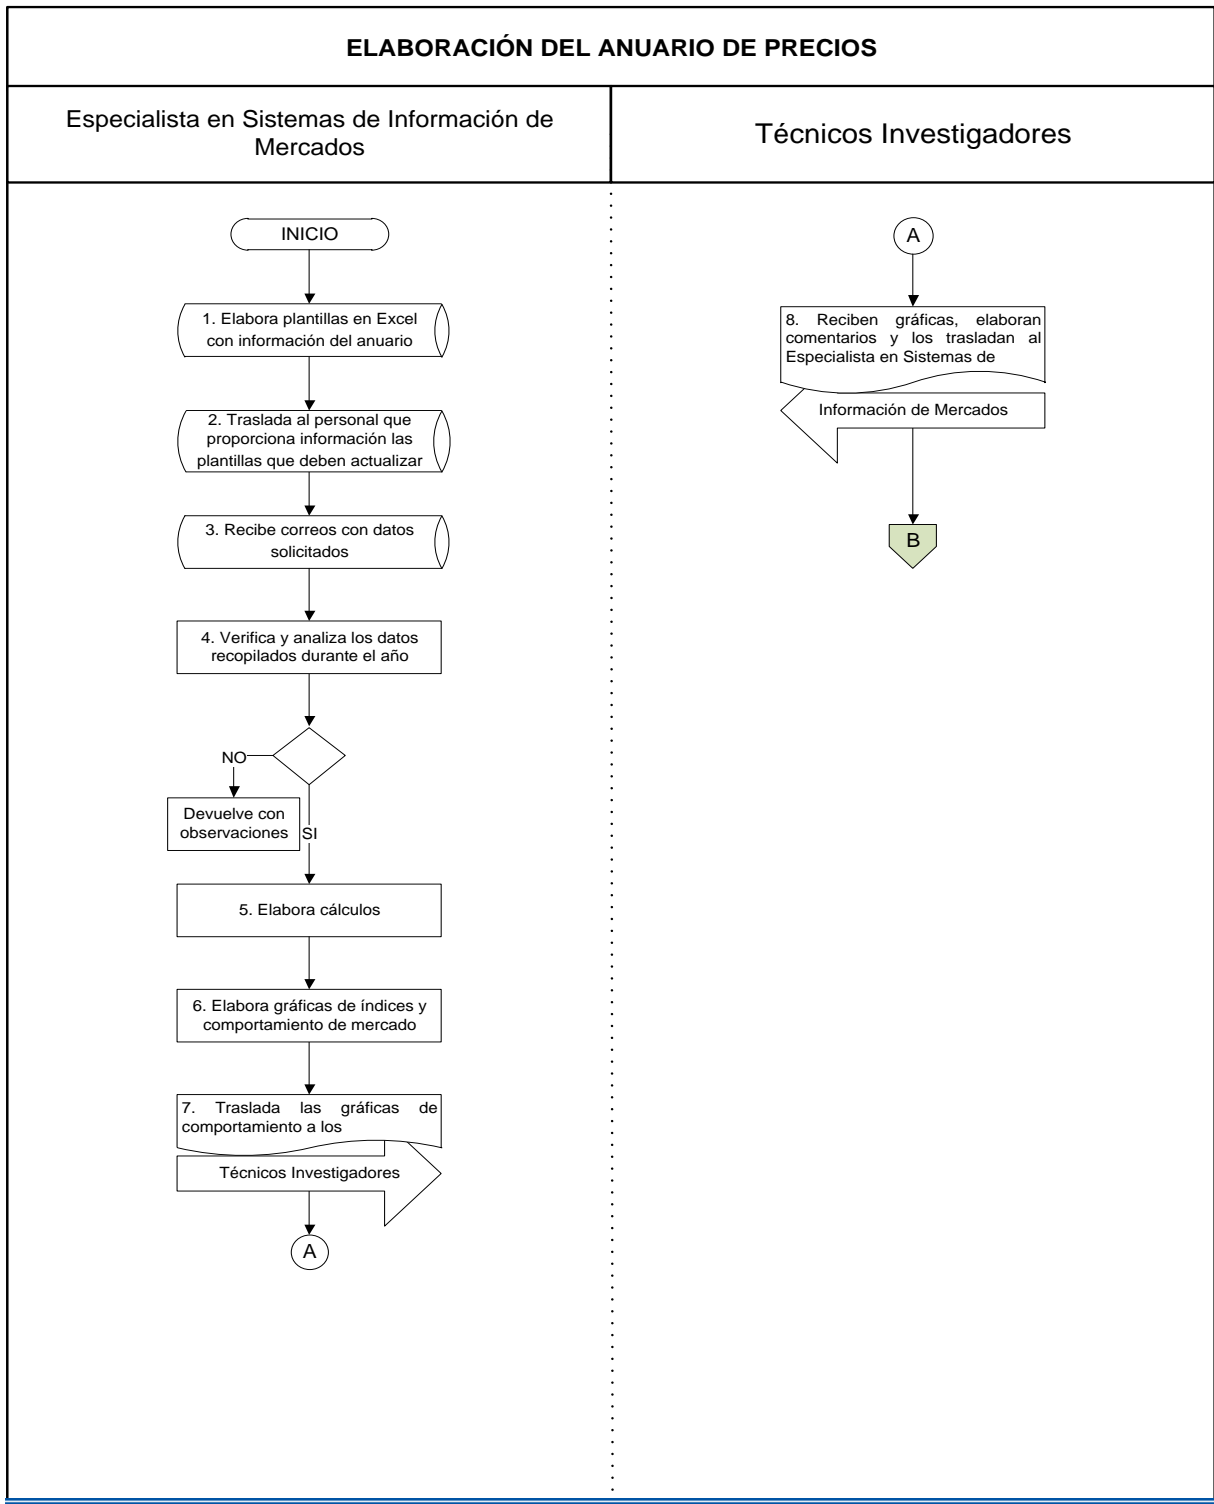 ELABORACIÓN DEL ANUARIO DE PRECIOS
Especialista en Sistemas de Información de
Mercados
Técnicos Investigadores
INICIO
1. Elabora plantillas en Excel
con información del anuario
2. Traslada al personal que
proporciona información las
plantillas que deben actualizar
3. Recibe correos con datos
solicitados
4. Verifica y analiza los datos
recopilados durante el año
NO
Devuelve con
observaciones
SI
5. Elabora cálculos
6. Elabora gráficas de índices y
comportamiento de mercado
7. Traslada las gráficas de
comportamiento a los
Técnicos Investigadores
A
A
8. Reciben gráficas, elaboran
comentarios y los trasladan al
Especialista en Sistemas de
Información de Mercados
B